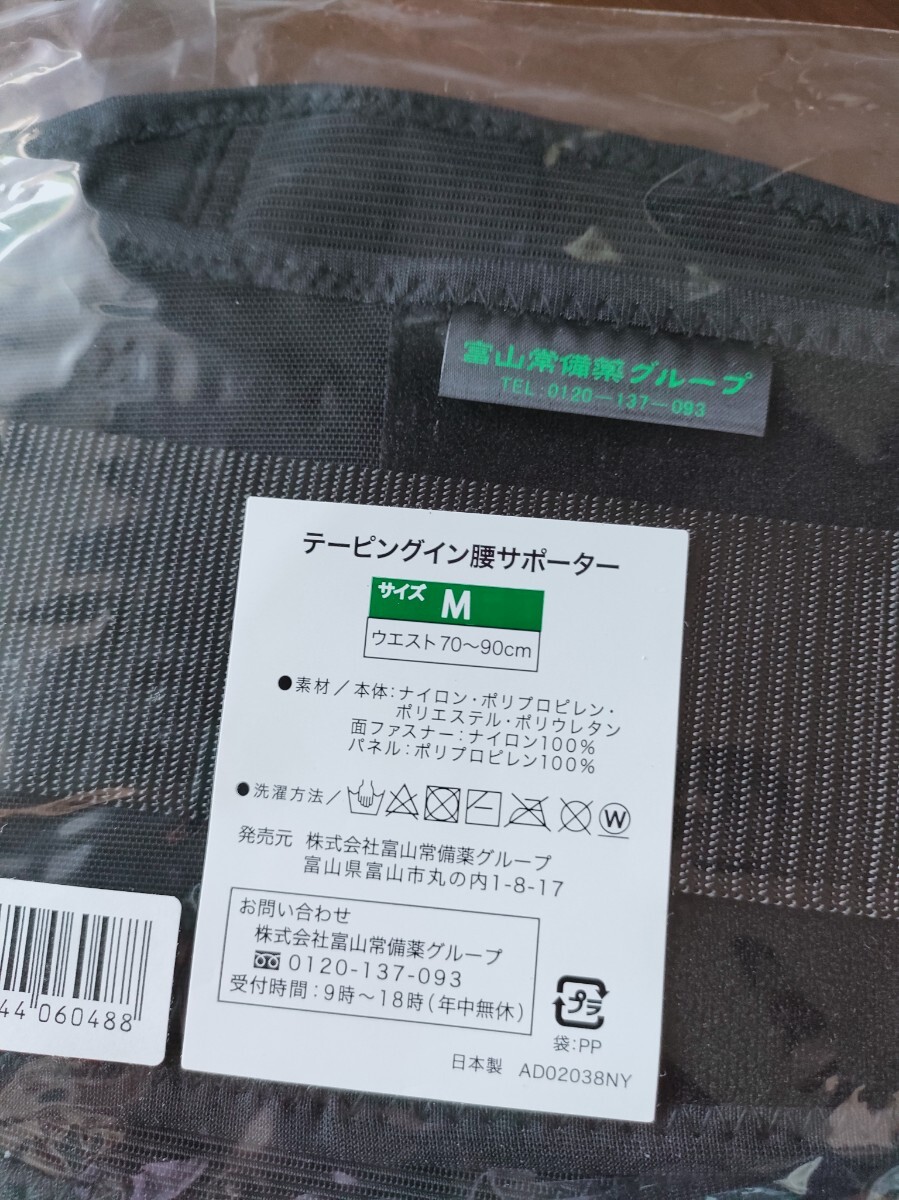 富山常備薬グループ
TEL:0120-137-093
テーピングイン腰サポーター
サイズ M
ウエスト70〜90cm
●素材/本体:ナイロン・ポリプロピレン・
ポリエステル・ポリウレタン
面ファスナー:ナイロン100%
パネル:ポリプロピレン100%
●洗濯方法/
W
発売元 株式会社富山常備薬グループ
富山県富山市丸の内1-8-17
お問い合わせ
株式会社富山常備薬グループ
0120-137-093
受付時間:9時〜18時(年中無休)
プラ
袋:PP
日本製 AD02038NY
44 060488